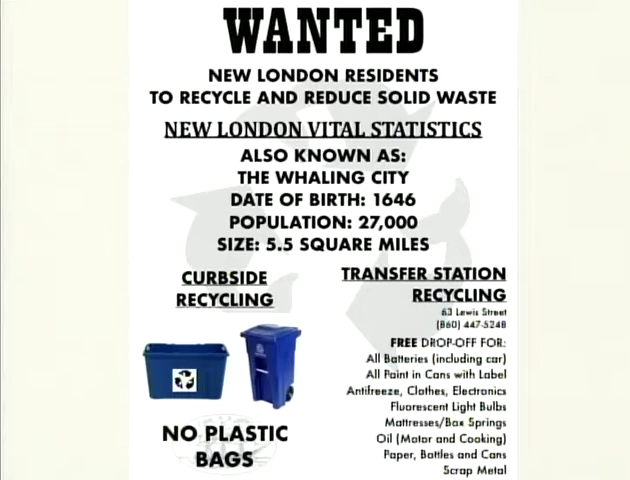 WANTED
NEW LONDON RESIDENTS
TO RECYCLE AND REDUCE SOLID WASTE
NEW LONDON VITAL STATISTICS
ALSO KNOWN AS:
THE WHALING CITY
DATE OF BIRTH: 1646
POPULATION: 27,000
SIZE: 5.5 SQUARE MILES
CURBSIDE
RECYCLING
NO PLASTIC
BAGS
TRANSFER STATION
RECYCLING
63 Lewis Street
(860) 447-5248
FREE DROP-OFF FOR:
All Batteries (including car)
All Paint in Cans with Label
Antifreeze, Clothes, Electronics
Fluorescent Light Bulbs
Mattresses/Box Springs
Oil (Motor and Cooking)
Paper, Bottles and Cans
Scrap Metal